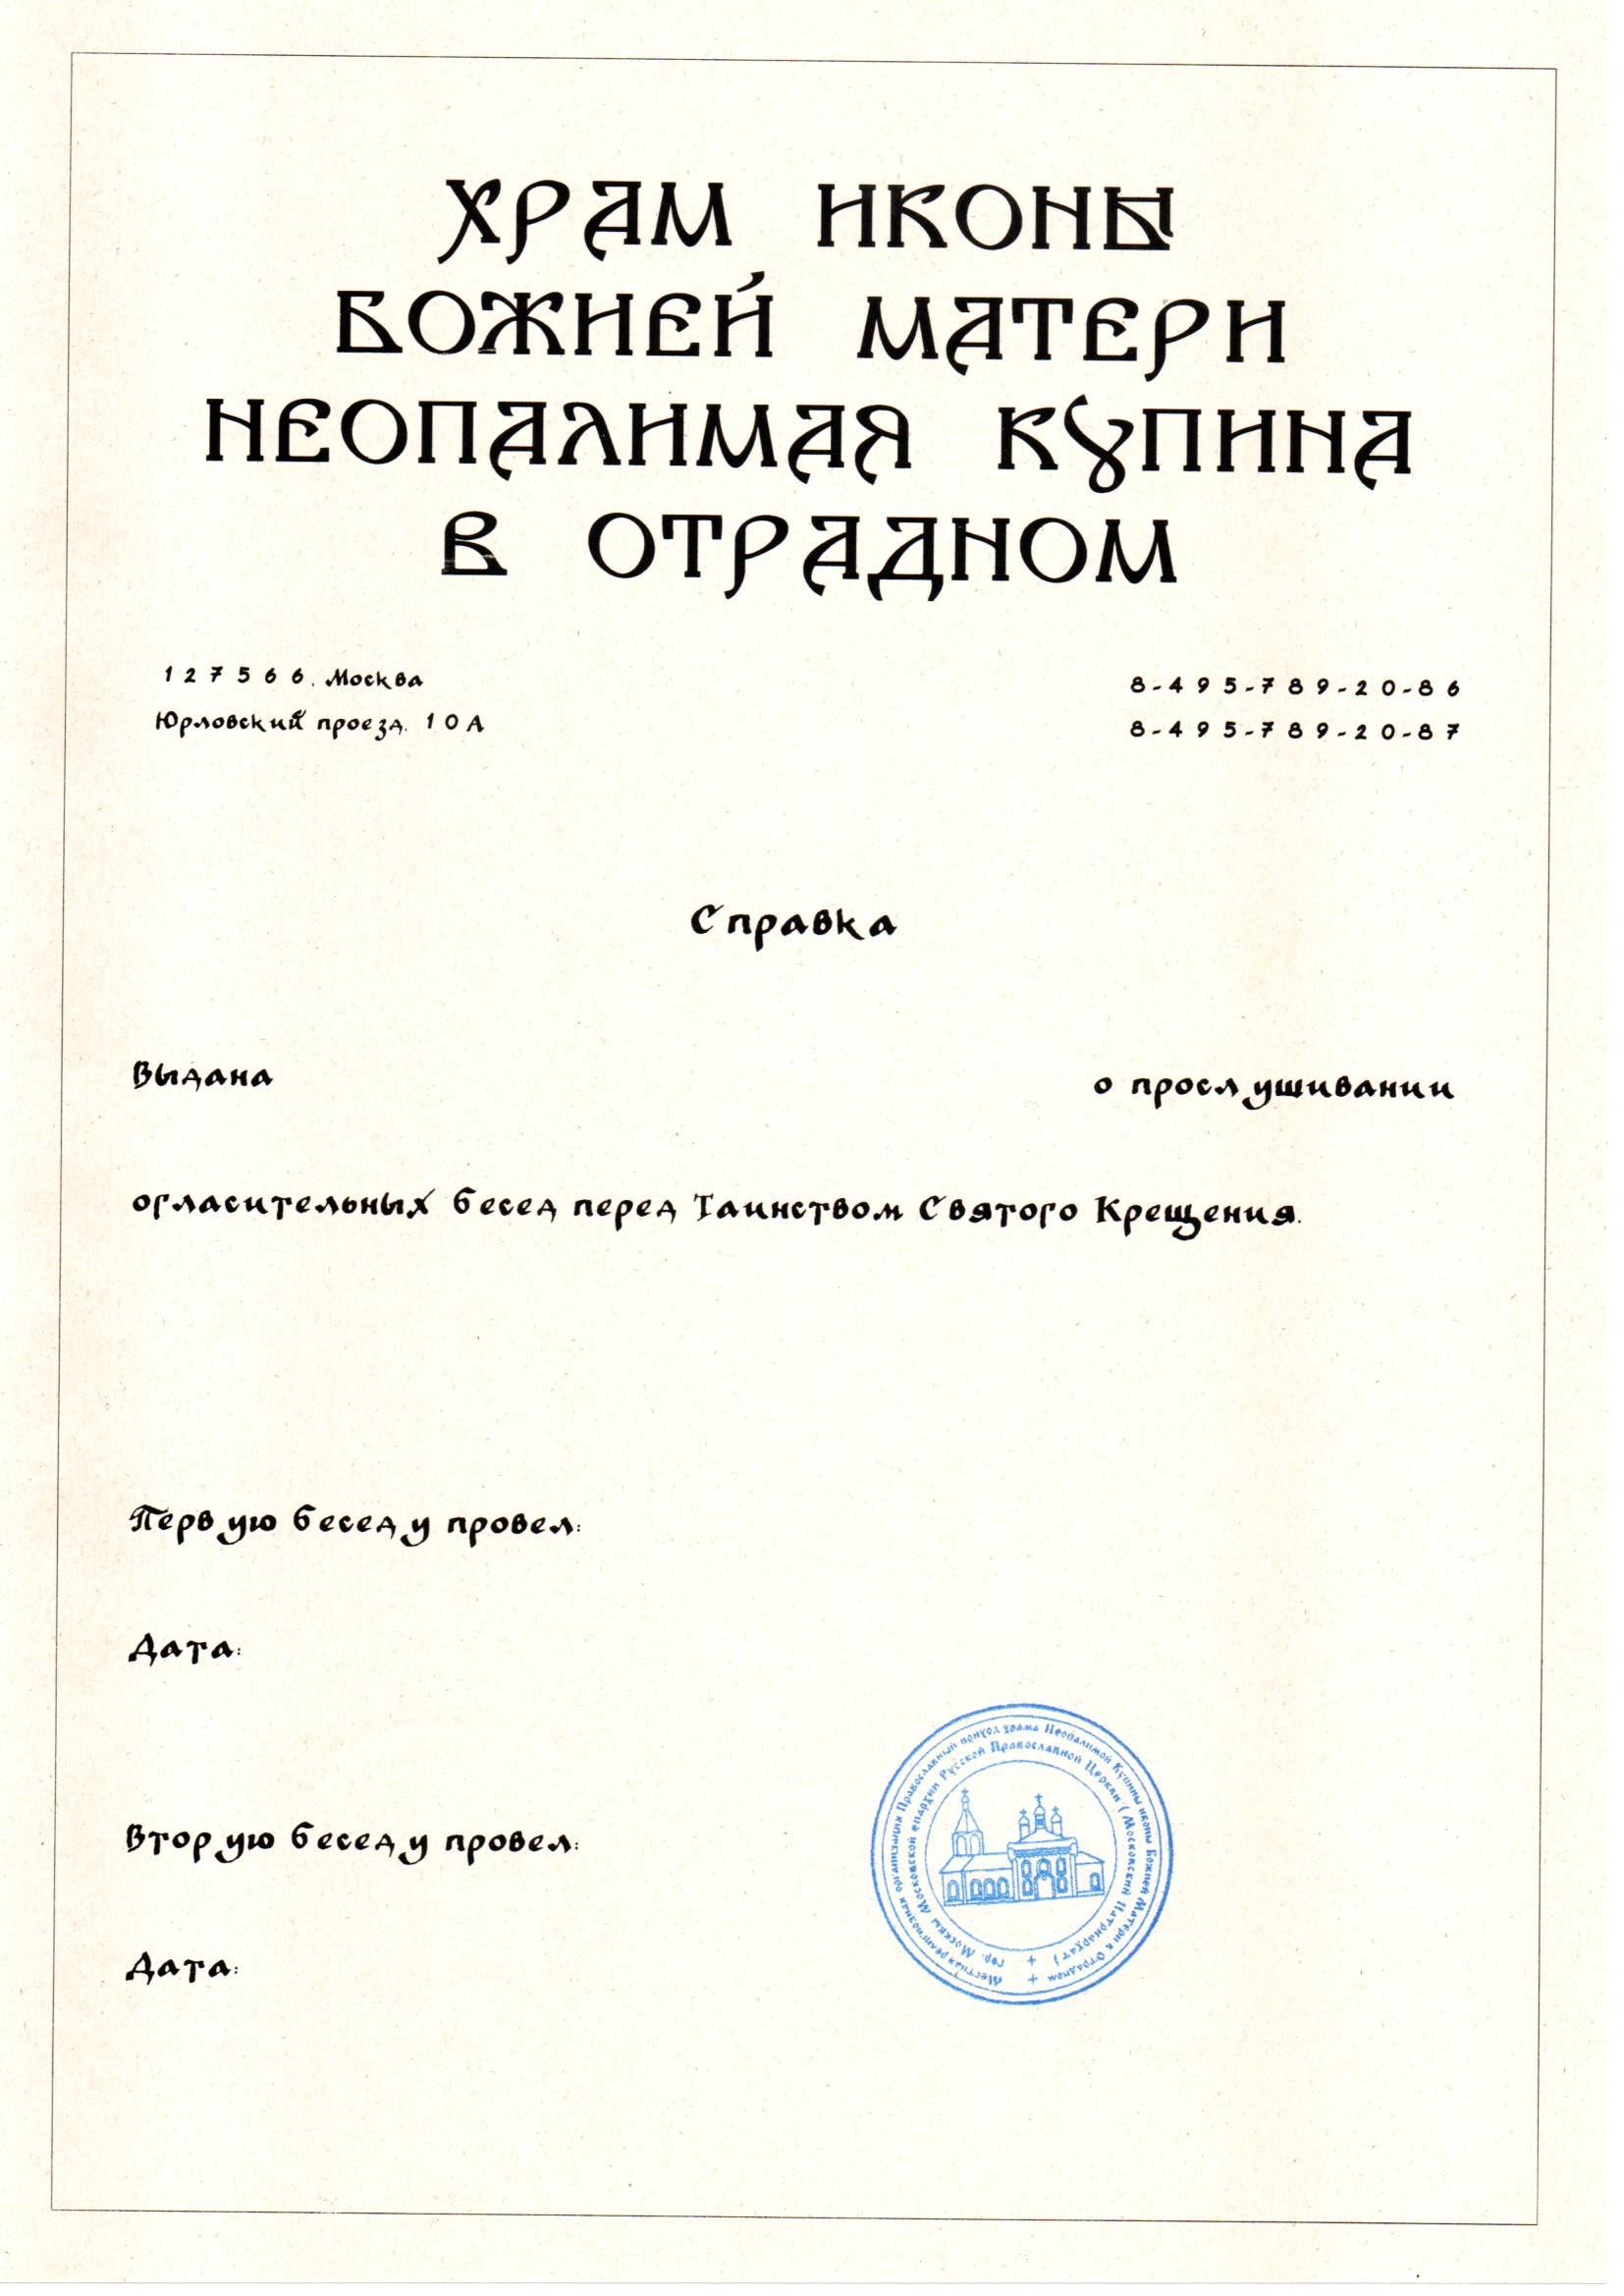 ХРАМ ИКОНЫ
БОЖИЕЙ МАТЕРИ
НЕОПАЛИМАЯ КУПИНА
В ОТРАДНОМ
127566. Москва
Юрловский проезд. 10А
8-495-789-20-86
8-495-789-20-87
Справка
Выдана о прослушивании
огласительных бесед перед Таинством Святого Крещения.
Первую беседу провел:
Дата:
Вторую беседу провел:
Дата:
Местная религиозная организация Православный приход храма Неопалимой Купины иконы Божией Матери в Отрадном +
гор. Москвы Московской епархии Русской Православной Церкви (Московский Патриархат) +